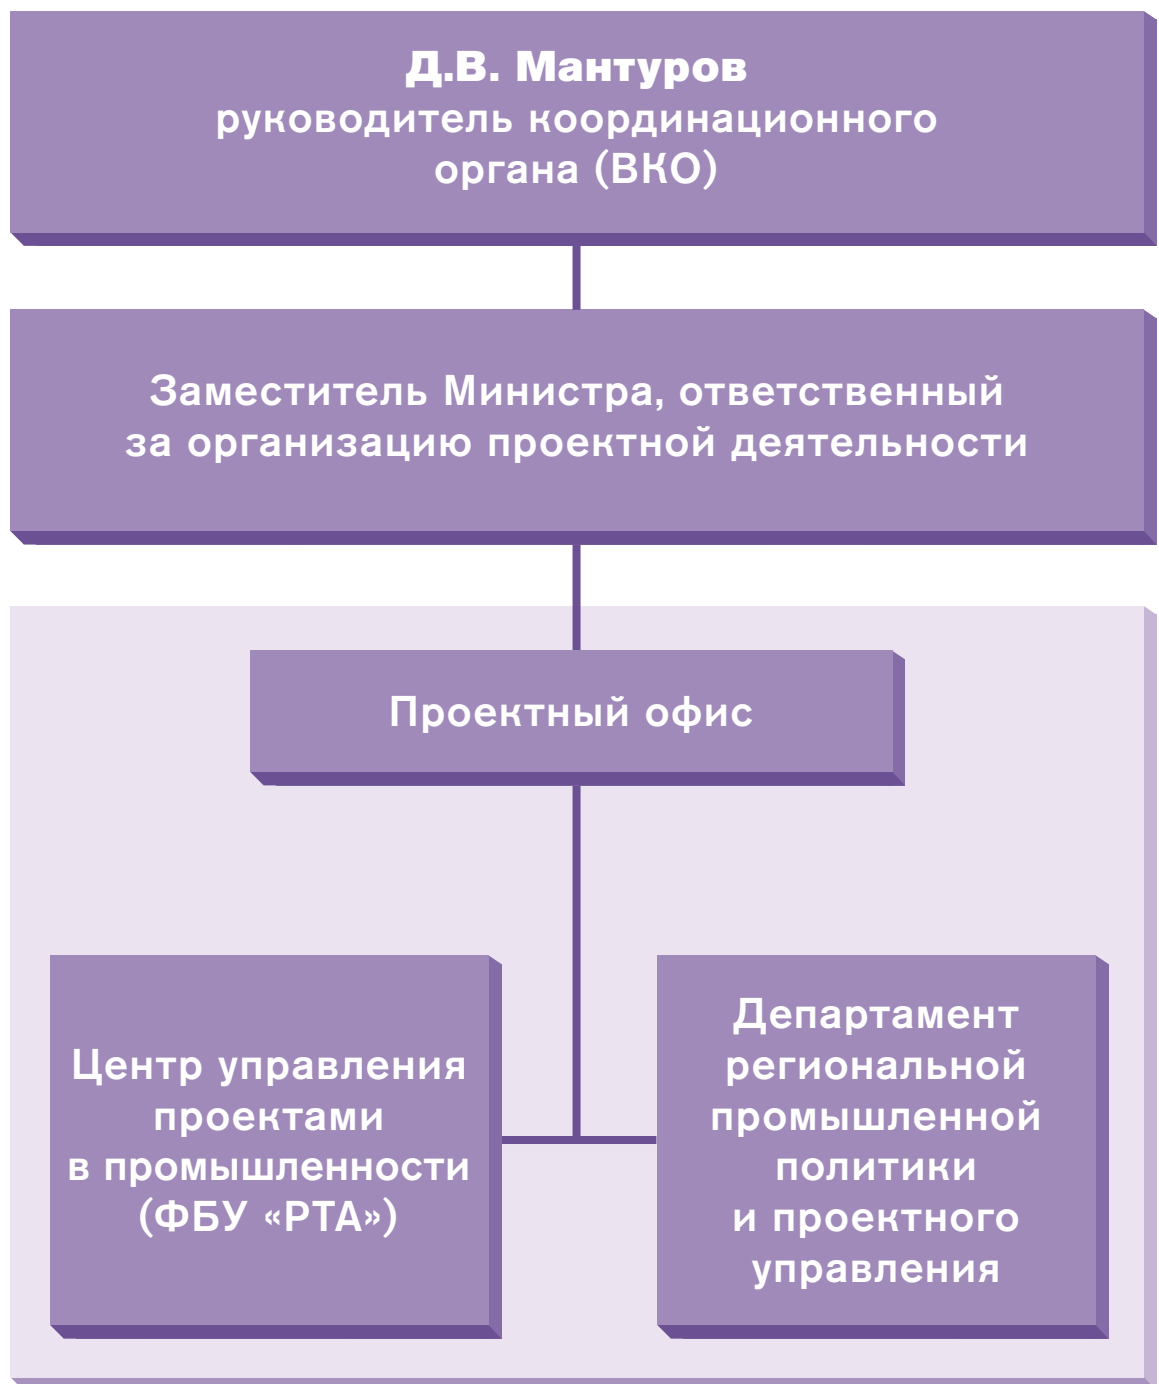 Д.В. Мантуров
руководитель координационного
органа (ВКО)
Заместитель Министра, ответственный
за организацию проектной деятельности
Проектный офис
Центр управления
проектами
в промышленности
(ФБУ «РТА»)
Департамент
региональной
промышленной
политики
и проектного
управления